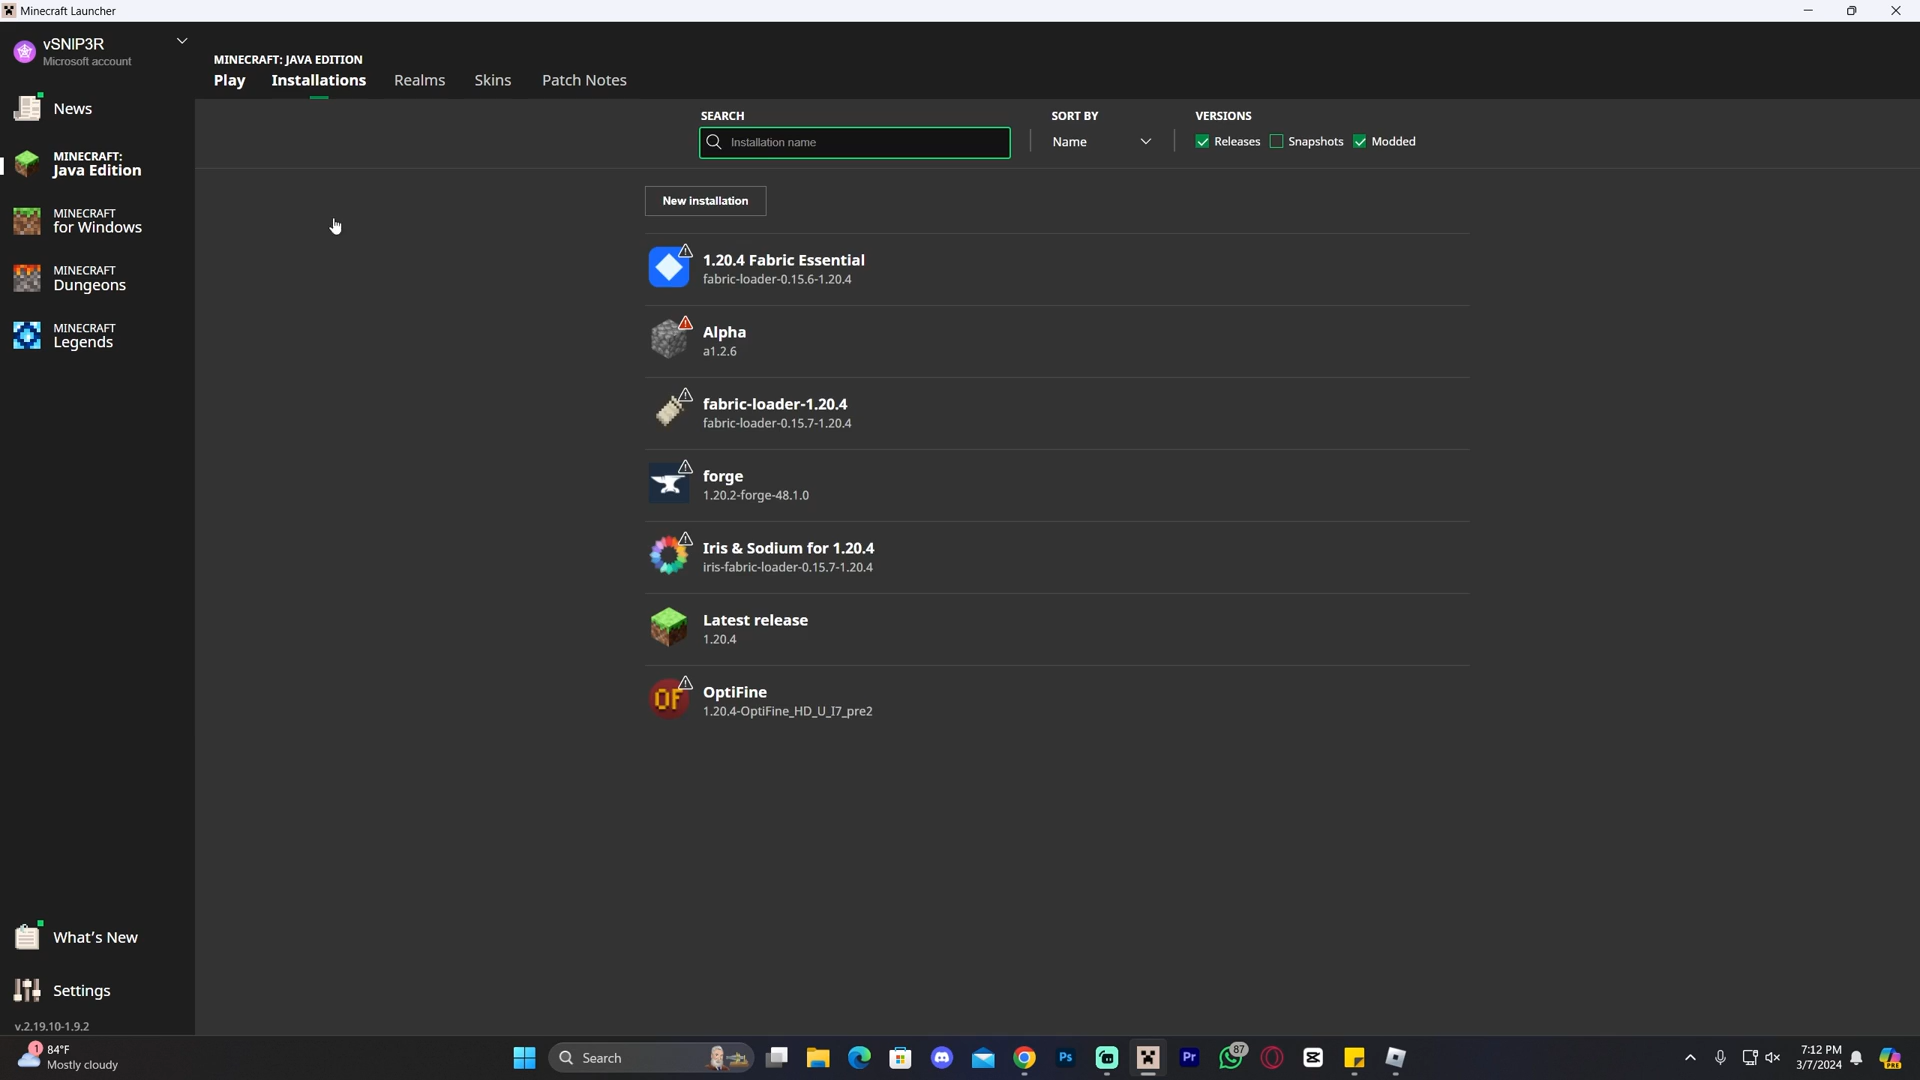 Minecraft Launcher
vSNIP3R
Microsoft account
News
MINECRAFT:
Java Edition
MINECRAFT
for Windows
MINECRAFT
Dungeons
MINECRAFT
Legends
What's New
Settings
v.2.19.10-1.9.2
MINECRAFT: JAVA EDITION
Play Installations Realms Skins Patch Notes
SEARCH SORT BY VERSIONS
Installation name Name Releases Snapshots Modded
New installation
1.20.4 Fabric Essential
fabric-loader-0.15.6-1.20.4
Alpha
a1.2.6
fabric-loader-1.20.4
fabric-loader-0.15.7-1.20.4
forge
1.20.2-forge-48.1.0
Iris & Sodium for 1.20.4
iris-fabric-loader-0.15.7-1.20.4
Latest release
1.20.4
OF
OptiFine
1.20.4-OptiFine_HD_U_I7_pre2
1
84°F
Mostly cloudy
Search
Ps
Pr
87
7:12 PM
3/7/2024
PRE